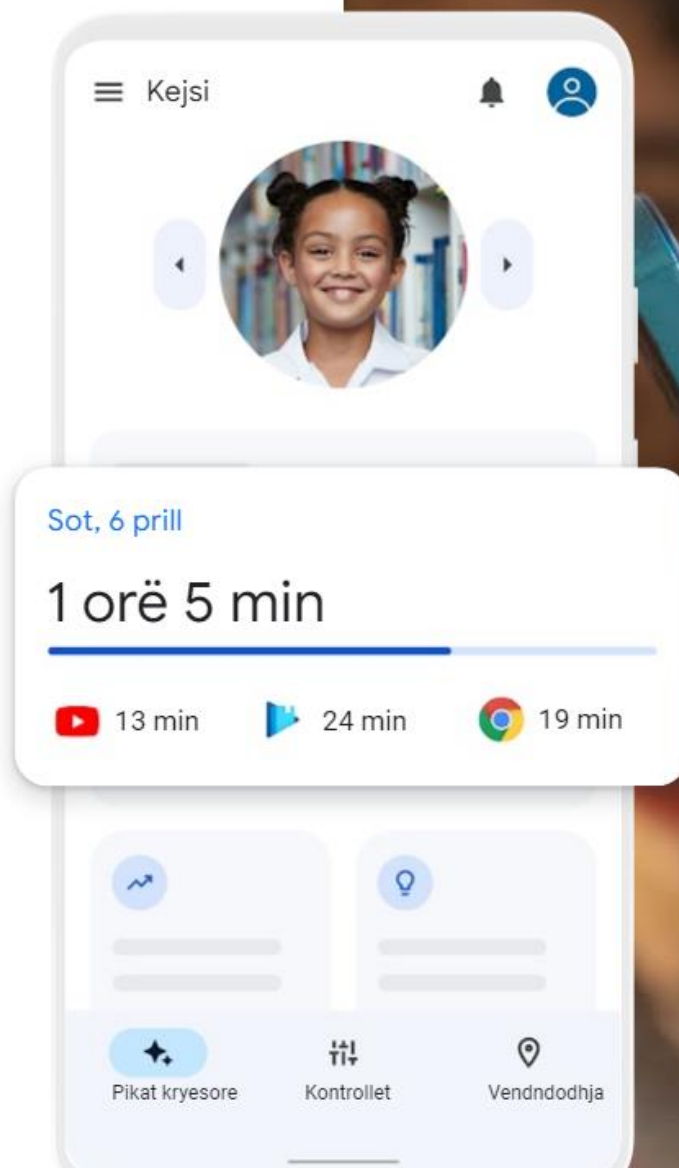 Kejsi
Sot, 6 prill
1 orë 5 min
13 min 24 min 19 min
Pikat kryesore Kontrollet Vendndodhja